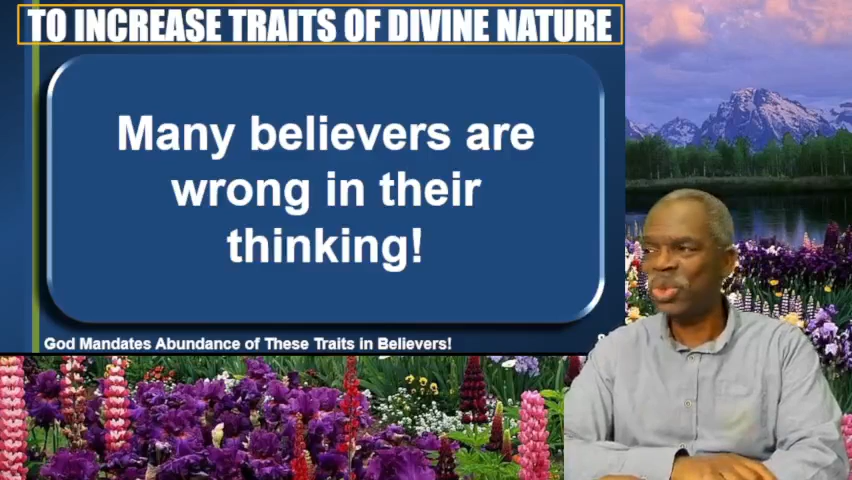 TO INCREASE TRAITS OF DIVINE NATURE
Many believers are
wrong in their
thinking!
God Mandates Abundance of These Traits in Believers!